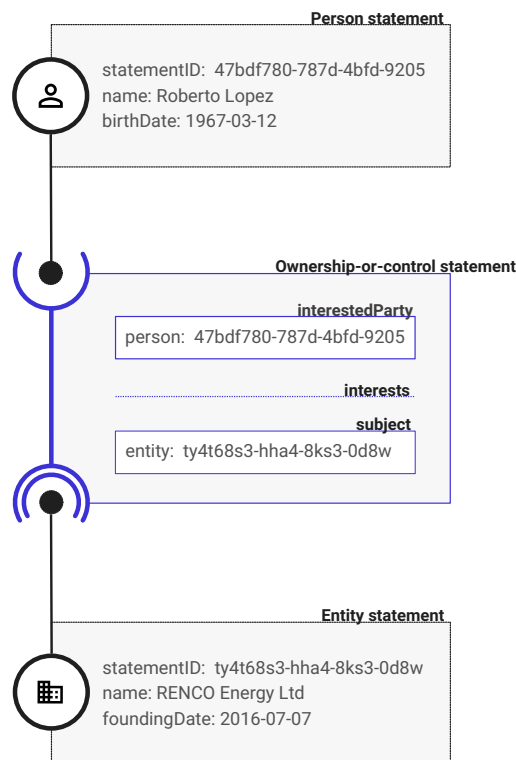 Person statement
statementID: 47bdf780-787d-4bfd-9205
name: Roberto Lopez
birthDate: 1967-03-12
Ownership-or-control statement
interestedParty
person: 47bdf780-787d-4bfd-9205
interests
subject
entity: ty4t68s3-hha4-8ks3-0d8w
Entity statement
statementID: ty4t68s3-hha4-8ks3-0d8w
name: RENCO Energy Ltd
foundingDate: 2016-07-07